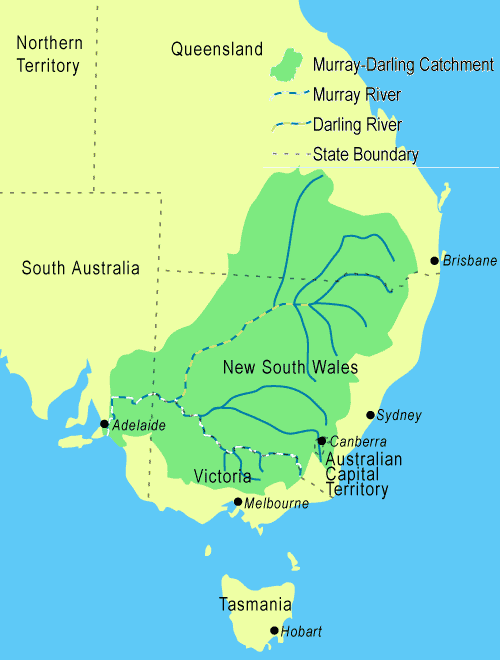 Northern
Territory
Queensland
Murray-Darling Catchment
Murray River
Darling River
State Boundary
South Australia
Brisbane
New South Wales
Sydney
Adelaide
Canberra
Australian
Capital
Territory
Victoria
Melbourne
Tasmania
Hobart